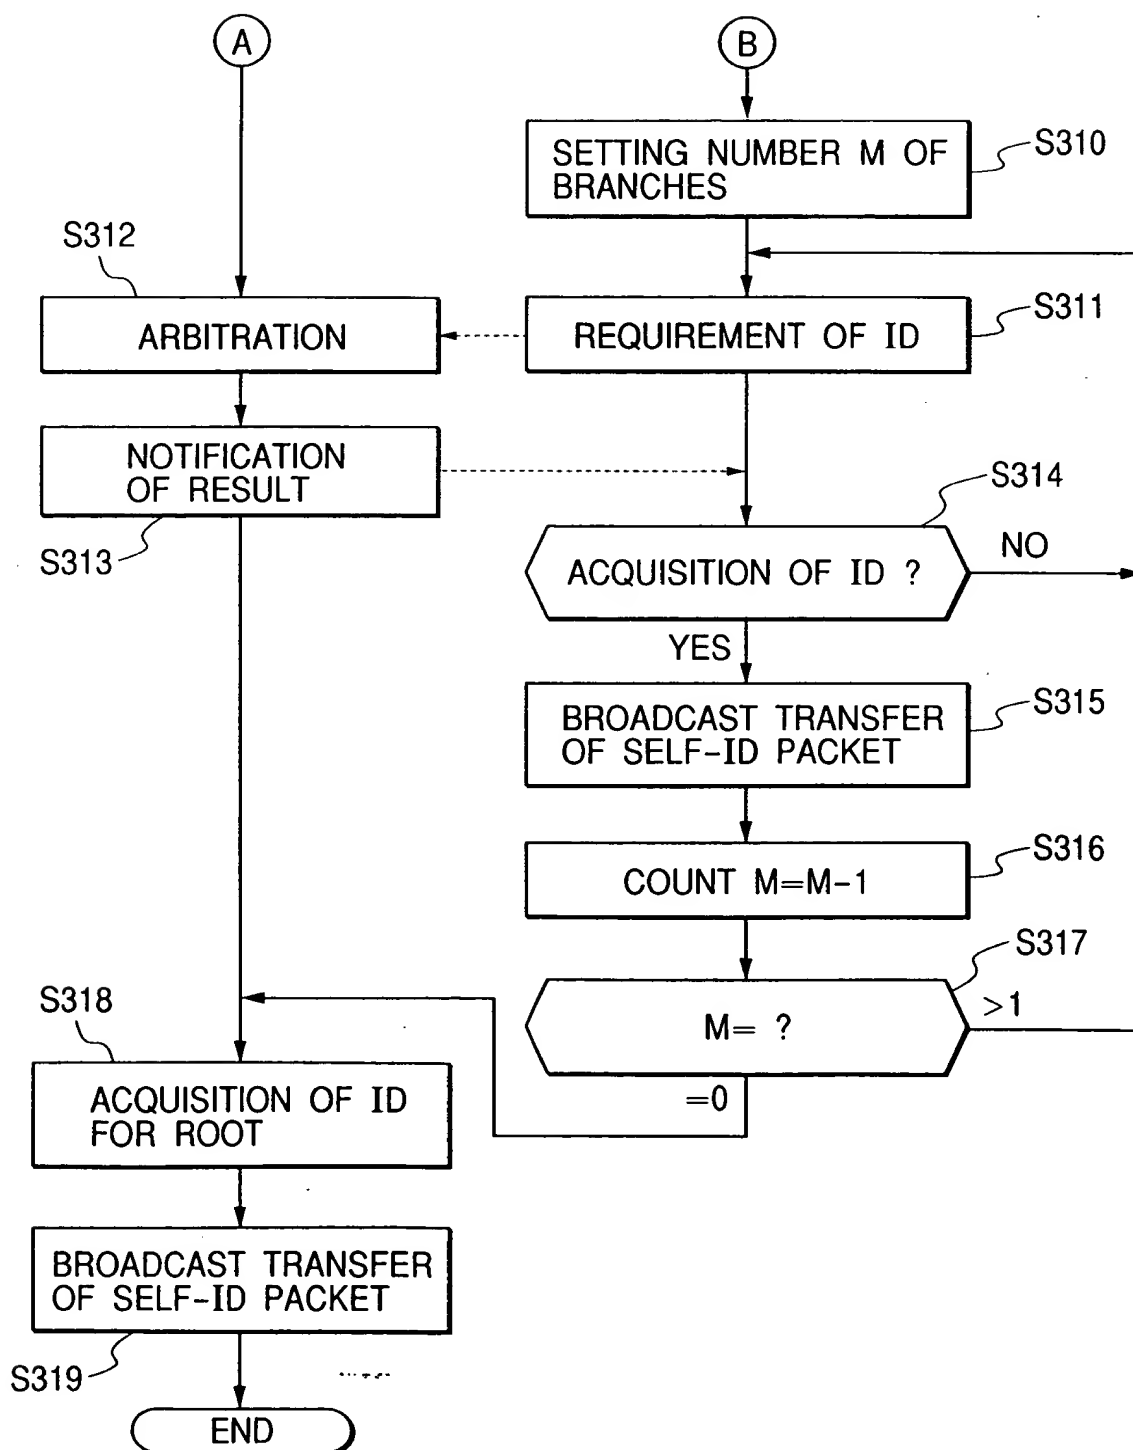 A
B
SETTING NUMBER M OF
BRANCHES
S310
S312
ARBITRATION
REQUIREMENT OF ID
S311
NOTIFICATION
OF RESULT
S313
S314
ACQUISITION OF ID ?
NO
YES
BROADCAST TRANSFER
OF SELF-ID PACKET
S315
COUNT M=M-1
S316
S317
M= ?
>1
=0
S318
ACQUISITION OF ID
FOR ROOT
BROADCAST TRANSFER
OF SELF-ID PACKET
S319
END